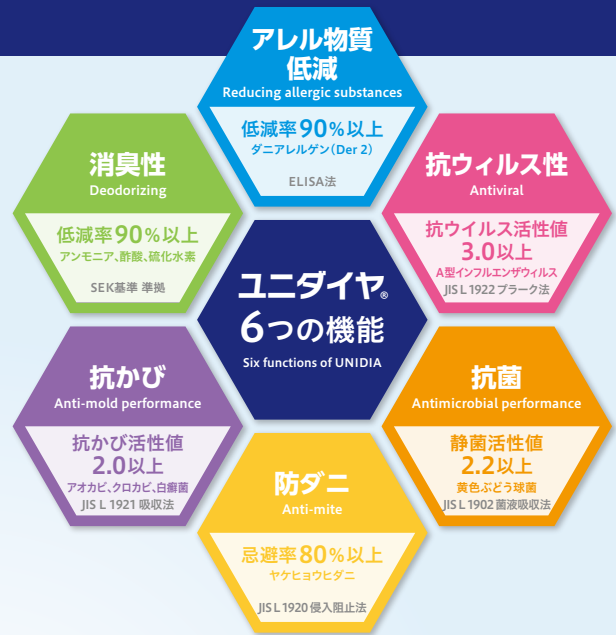 アレル物質
低減
Reducing allergic substances
低減率90%以上
ダニアレルゲン(Der 2)
ELISA法
消臭性
Deodorizing
低減率90%以上
アンモニア、酢酸、硫化水素
SEK基準 準拠
抗ウィルス性
Antiviral
抗ウイルス活性値
3.0以上
A型インフルエンザウィルス
JIS L 1922 プラーク法
ユニダイヤ®
6つの機能
Six functions of UNIDIA
抗かび
Anti-mold performance
抗かび活性値
2.0以上
アオカビ、クロカビ、白癬菌
JIS L 1921 吸収法
抗菌
Antimicrobial performance
静菌活性値
2.2以上
黄色ぶどう球菌
JIS L 1902 菌液吸収法
防ダニ
Anti-mite
忌避率80%以上
ヤケヒョウヒダニ
JIS L 1920 侵入阻止法